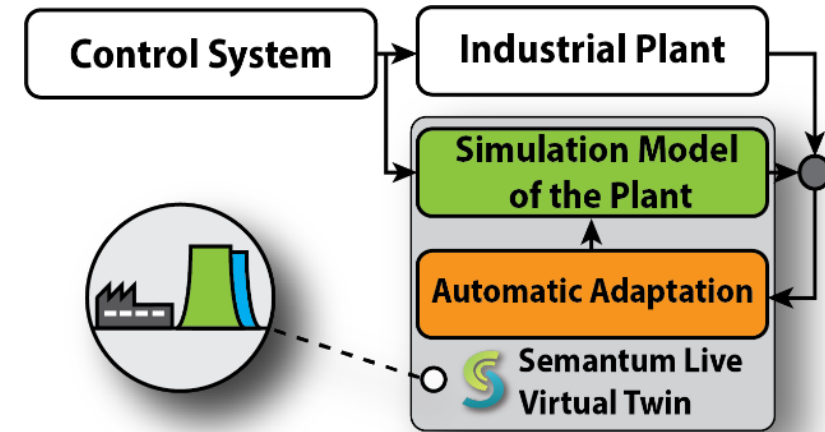 Control System
Industrial Plant
Simulation Model
of the Plant
Automatic Adaptation
Semantum Live
Virtual Twin